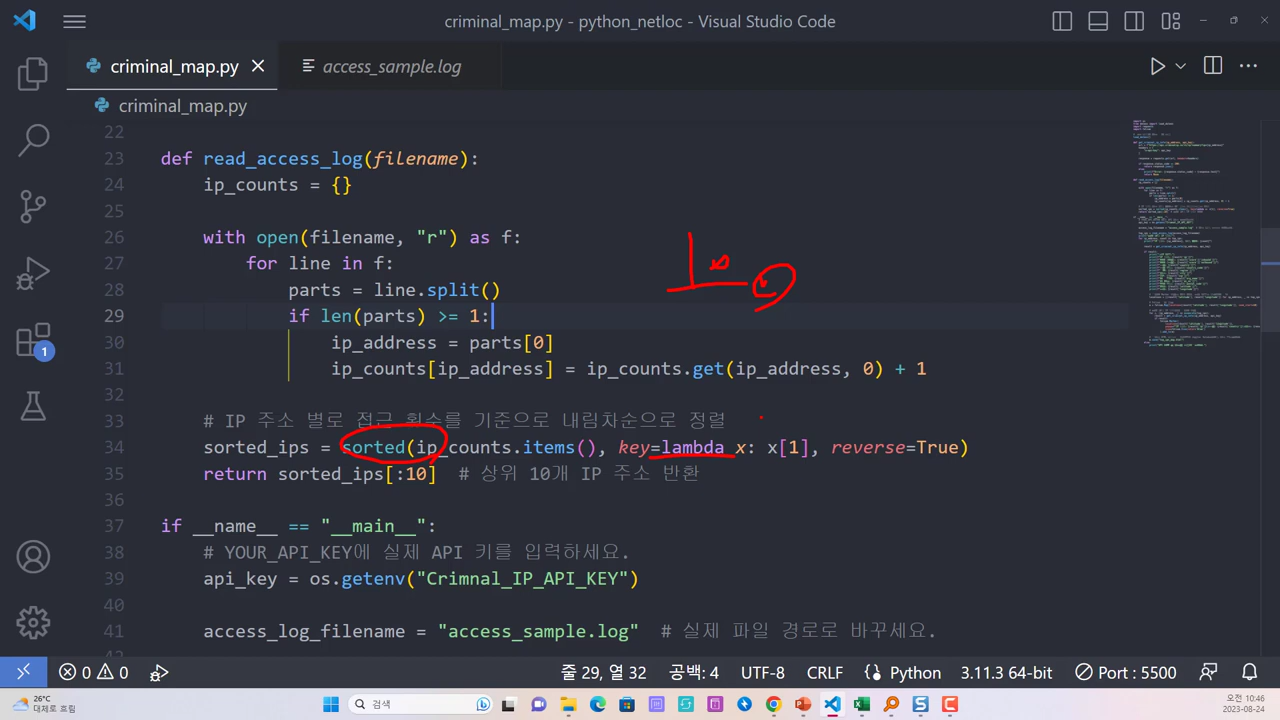 criminal_map.py - python_netloc - Visual Studio Code
criminal_map.py
access_sample.log
criminal_map.py
22
23 def read_access_log(filename):
24 ip_counts = {}
25
26 with open(filename, "r") as f:
27 for line in f:
28 parts = line.split()
29 if len(parts) >= 1:
30 ip_address = parts[0]
31 ip_counts[ip_address] = ip_counts.get(ip_address, 0) + 1
32
33 # IP 주소 별로 접근 횟수를 기준으로 내림차순으로 정렬
34 sorted_ips = sorted(ip_counts.items(), key=lambda x: x[1], reverse=True)
35 return sorted_ips[:10] # 상위 10개 IP 주소 반환
36
37 if __name__ == "__main__":
38 # YOUR_API_KEY에 실제 API 키를 입력하세요.
39 api_key = os.getenv("Crimnal_IP_API_KEY")
40
41 access_log_filename = "access_sample.log" # 실제 파일 경로로 바꾸세요.
1
0 0
줄 29, 열 32 공백: 4 UTF-8 CRLF Python 3.11.3 64-bit Port : 5500
26°C
대체로 흐림
검색
오전 10:46
2023-08-24